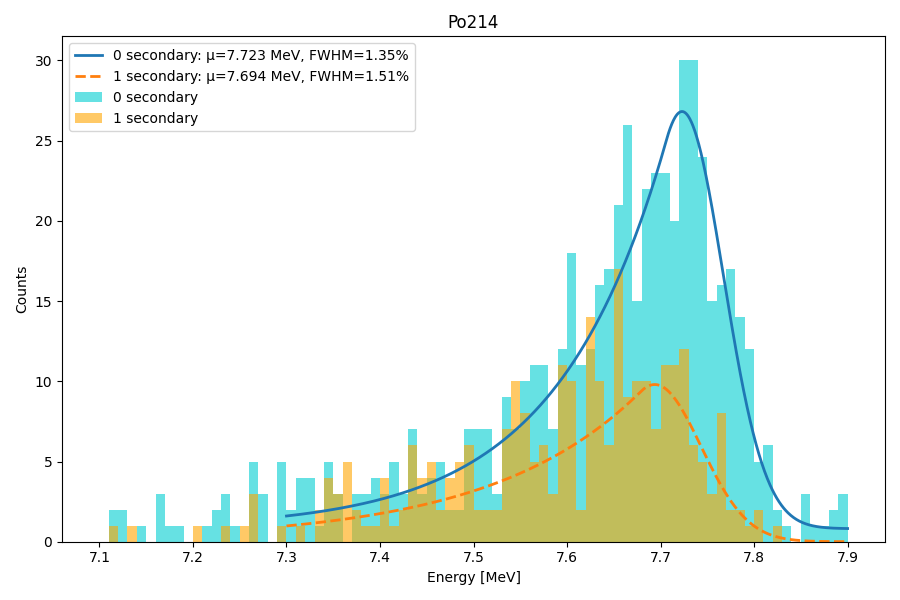 Po214
0 secondary: μ=7.723 MeV, FWHM=1.35%
1 secondary: μ=7.694 MeV, FWHM=1.51%
0 secondary
1 secondary
30
25
20
15
10
5
0
Counts
7.1 7.2 7.3 7.4 7.5 7.6 7.7 7.8 7.9
Energy [MeV]